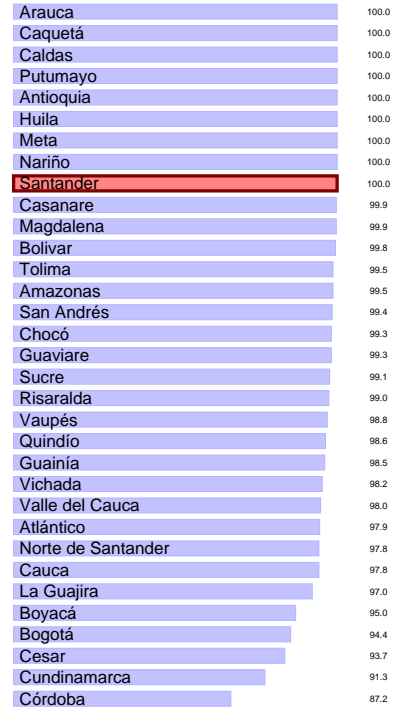 Arauca 100.0
Caquetá 100.0
Caldas 100.0
Putumayo 100.0
Antioquia 100.0
Huila 100.0
Meta 100.0
Nariño 100.0
Santander 100.0
Casanare 99.9
Magdalena 99.9
Bolivar 99.8
Tolima 99.5
Amazonas 99.5
San Andrés 99.4
Chocó 99.3
Guaviare 99.3
Sucre 99.1
Risaralda 99.0
Vaupés 98.8
Quindío 98.6
Guainía 98.5
Vichada 98.2
Valle del Cauca 98.0
Atlántico 97.9
Norte de Santander 97.8
Cauca 97.8
La Guajira 97.0
Boyacá 95.0
Bogotá 94.4
Cesar 93.7
Cundinamarca 91.3
Córdoba 87.2